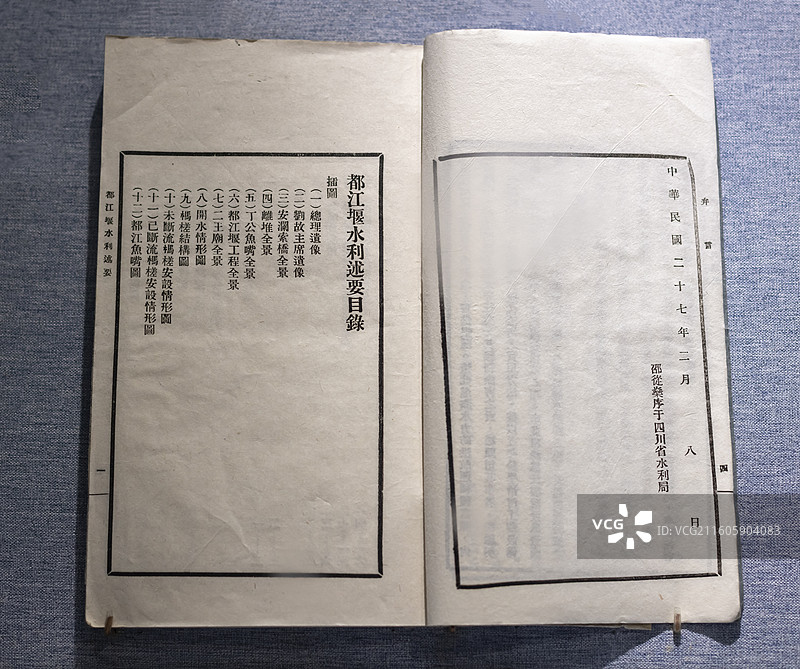 弁言
中華民國二十七年二月八日
邵從燊序于四川省水利局
四
都江堰水利述要目錄
插圖
(一)總理遺像
(二)劉故主席遺像
(三)安瀾索橋全景
(四)離堆全景
(五)丁公魚嘴全景
(六)都江堰工程全景
(七)二王廟全景
(八)開水情形圖
(九)榪槎結構圖
(十)未斷流榪槎安設情形圖
(十一)已斷流榪槎安設情形圖
(十二)都江魚嘴圖
都江堰水利述要
一
VCG
ID:VCG211605904083